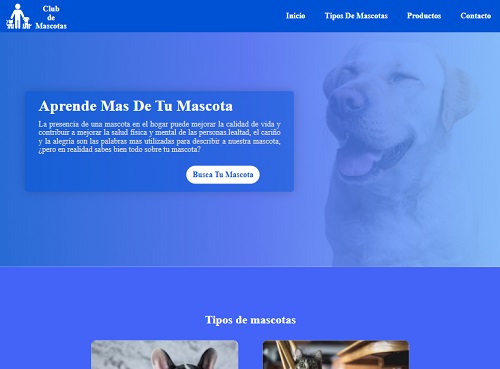 Club
de
Mascotas
Inicio Tipos De Mascotas Productos Contacto
Aprende Mas De Tu Mascota
La presencia de una mascota en el hogar puede mejorar la calidad de vida y
contribuir a mejorar la salud física y mental de las personas.lealtad, el cariño
y la alegría son las palabras mas utilizadas para describir a nuestra mascota,
¿pero en realidad sabes bien todo sobre tu mascota?
Busca Tu Mascota
Tipos de mascotas